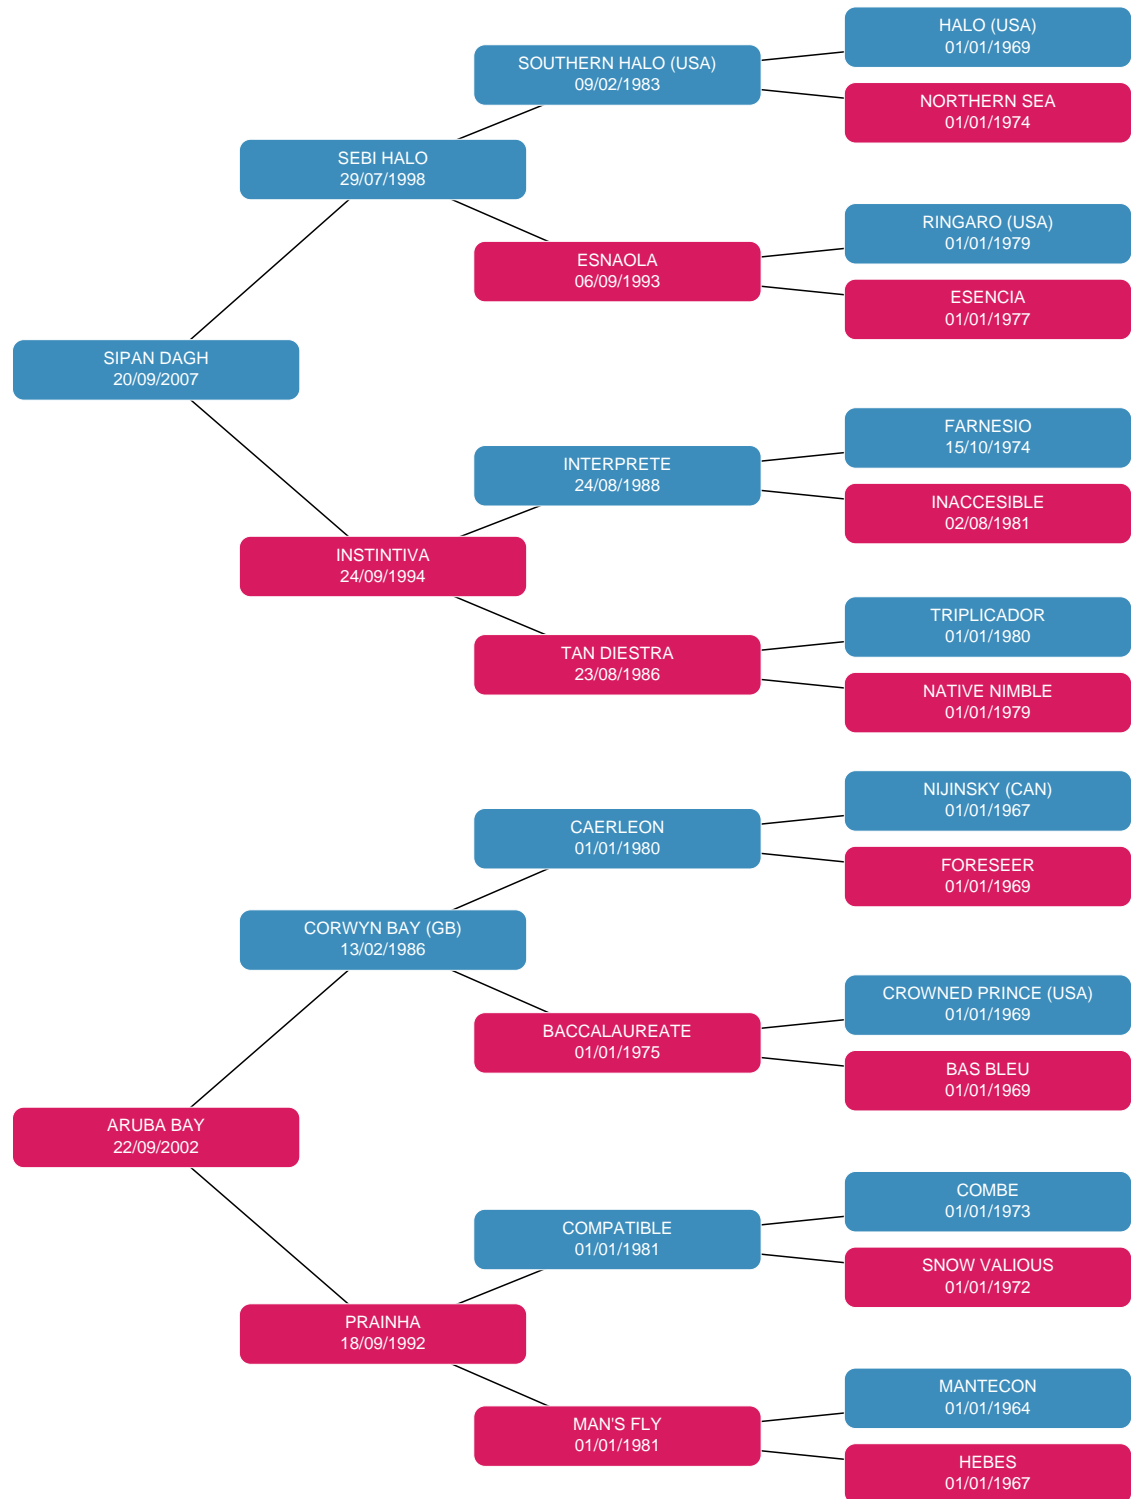 HALO (USA)
01/01/1969
SOUTHERN HALO (USA)
09/02/1983
NORTHERN SEA
01/01/1974
SEBI HALO
29/07/1998
RINGARO (USA)
01/01/1979
ESNAOLA
06/09/1993
ESENCIA
01/01/1977
SIPAN DAGH
20/09/2007
FARNESIO
15/10/1974
INTERPRETE
24/08/1988
INACCESIBLE
02/08/1981
INSTINTIVA
24/09/1994
TRIPLICADOR
01/01/1980
TAN DIESTRA
23/08/1986
NATIVE NIMBLE
01/01/1979
NIJINSKY (CAN)
01/01/1967
CAERLEON
01/01/1980
FORESEER
01/01/1969
CORWYN BAY (GB)
13/02/1986
CROWNED PRINCE (USA)
01/01/1969
BACCALAUREATE
01/01/1975
BAS BLEU
01/01/1969
ARUBA BAY
22/09/2002
COMBE
01/01/1973
COMPATIBLE
01/01/1981
SNOW VALIOUS
01/01/1972
PRAINHA
18/09/1992
MANTECON
01/01/1964
MAN'S FLY
01/01/1981
HEBES
01/01/1967